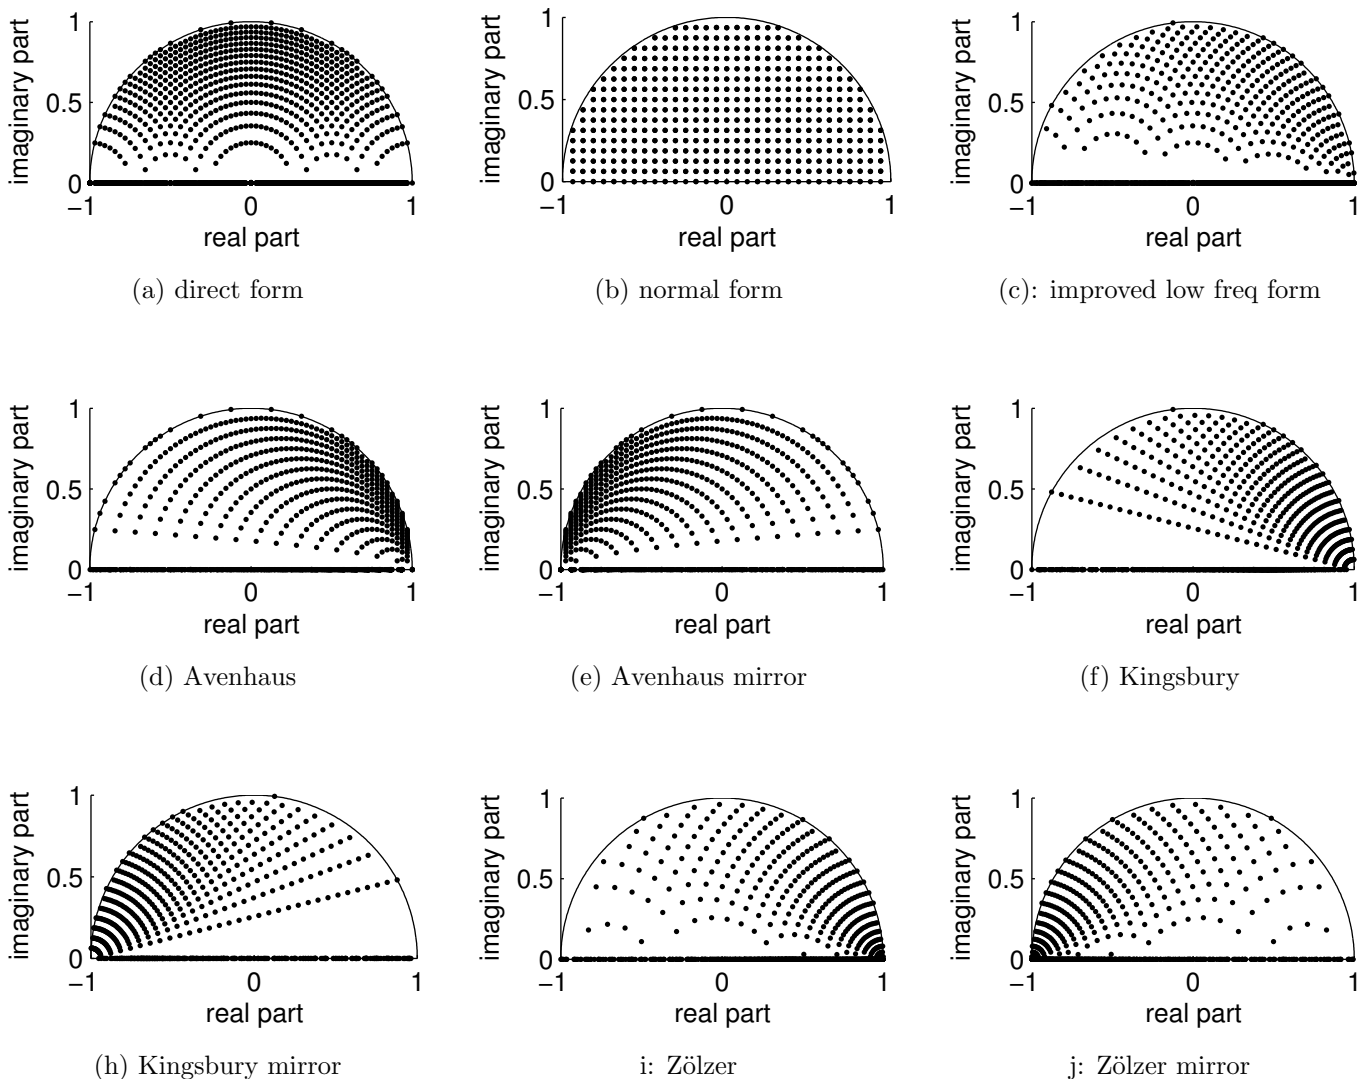 1
0.5
0
−1
0
1
imaginary part
real part
(a) direct form
1
0.5
0
−1
0
1
imaginary part
real part
(b) normal form
1
0.5
0
−1
0
1
imaginary part
real part
(c): improved low freq form
1
0.5
0
−1
0
1
imaginary part
real part
(d) Avenhaus
1
0.5
0
−1
0
1
imaginary part
real part
(e) Avenhaus mirror
1
0.5
0
−1
0
1
imaginary part
real part
(f) Kingsbury
1
0.5
0
−1
0
1
imaginary part
real part
(h) Kingsbury mirror
1
0.5
0
−1
0
1
imaginary part
real part
i: Zölzer
1
0.5
0
−1
0
1
imaginary part
real part
j: Zölzer mirror